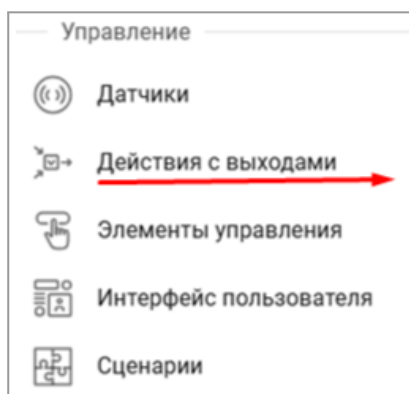 Управление
Датчики
Действия с выходами
Элементы управления
Интерфейс пользователя
Сценарии